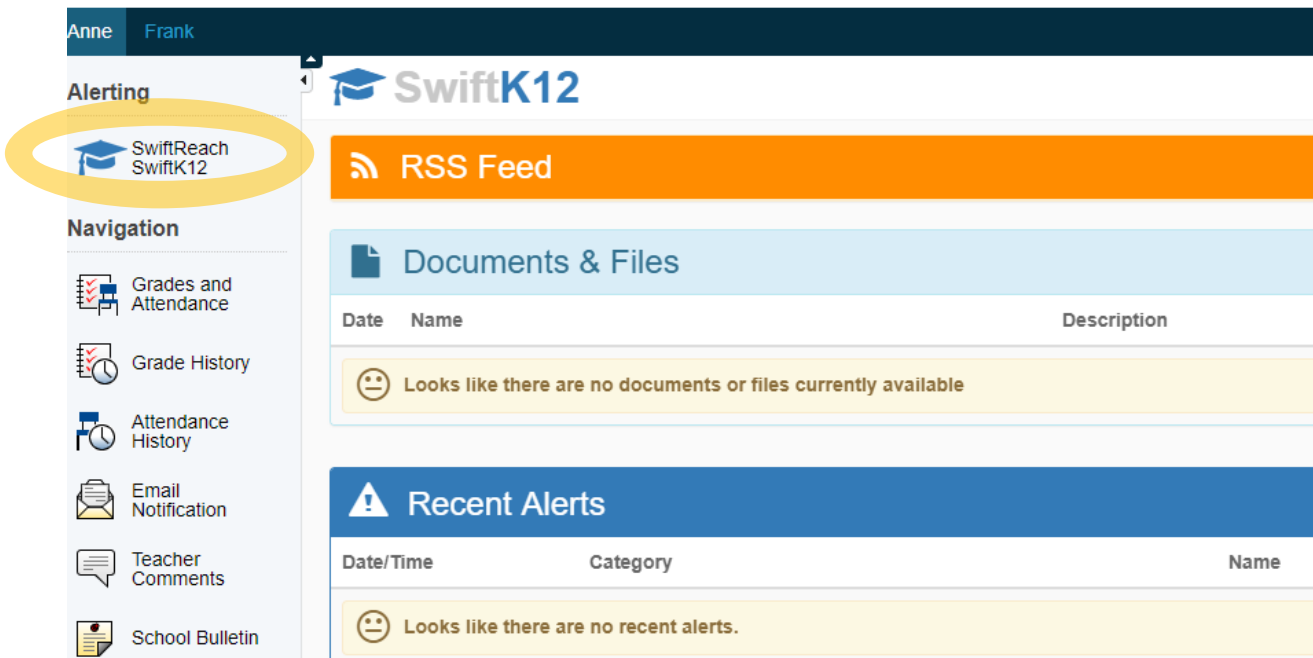 Anne Frank
Alerting
SwiftReach
SwiftK12
Navigation
Grades and
Attendance
Grade History
Attendance
History
Email
Notification
Teacher
Comments
School Bulletin
SwiftK12
RSS Feed
Documents & Files
Date Name Description
Looks like there are no documents or files currently available
Recent Alerts
Date/Time Category Name
Looks like there are no recent alerts.